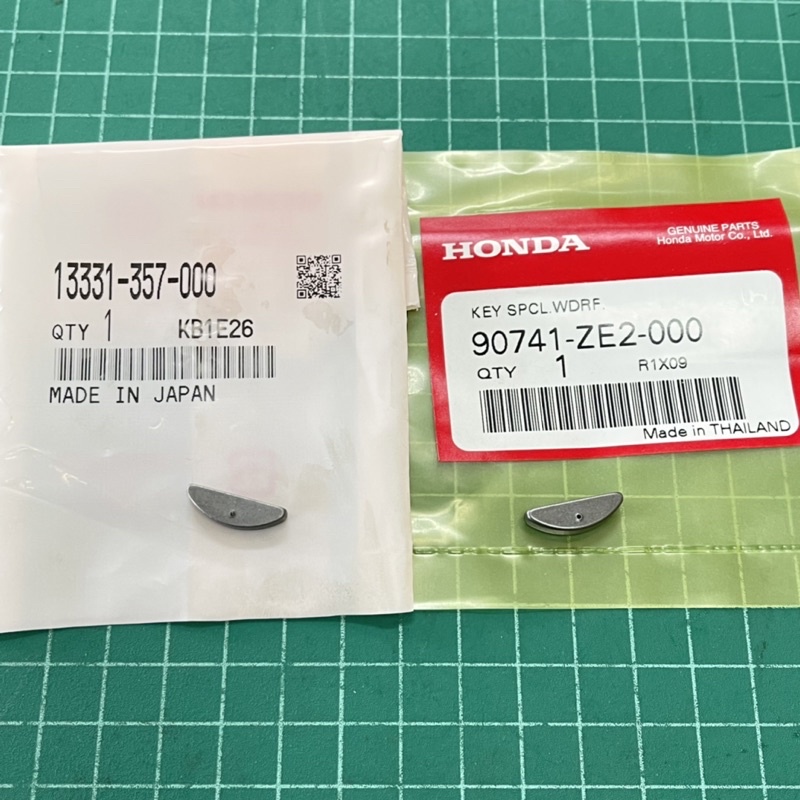 13331-357-000
QTY 1 KB1E26
MADE IN JAPAN
HONDA
GENUINE PARTS
Honda Motor Co., Ltd.
KEY SPCL.WDRF.
90741-ZE2-000
QTY 1 R1X09
Made in THAILAND